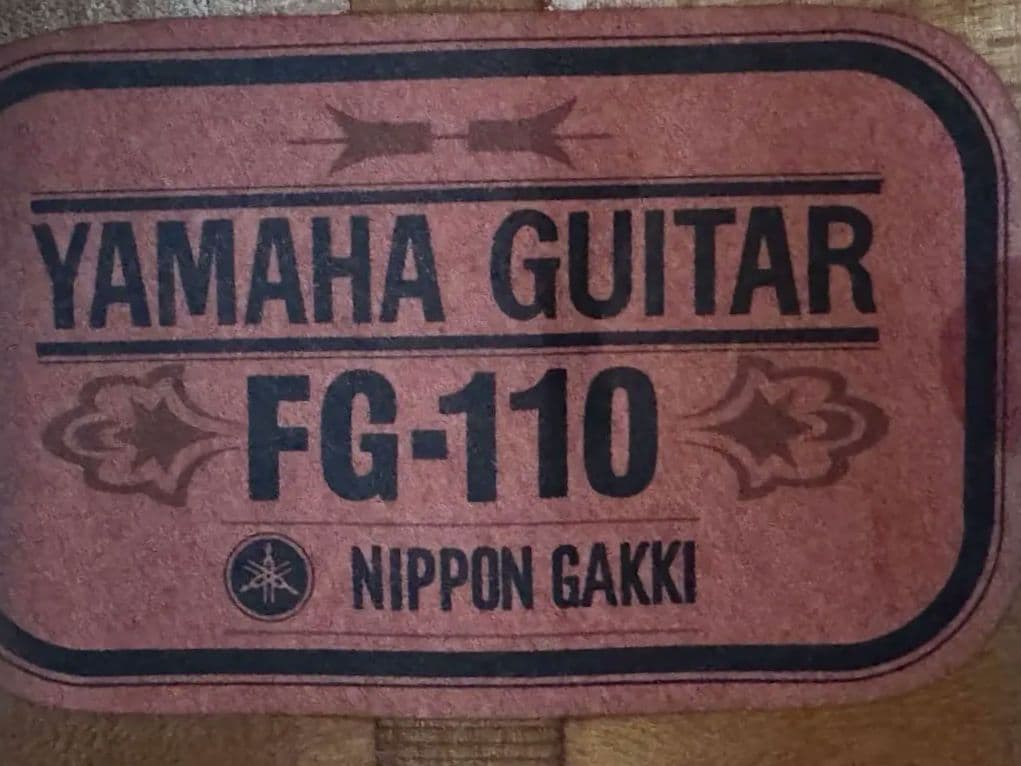 YAMAHA GUITAR
FG-110
NIPPON GAKKI